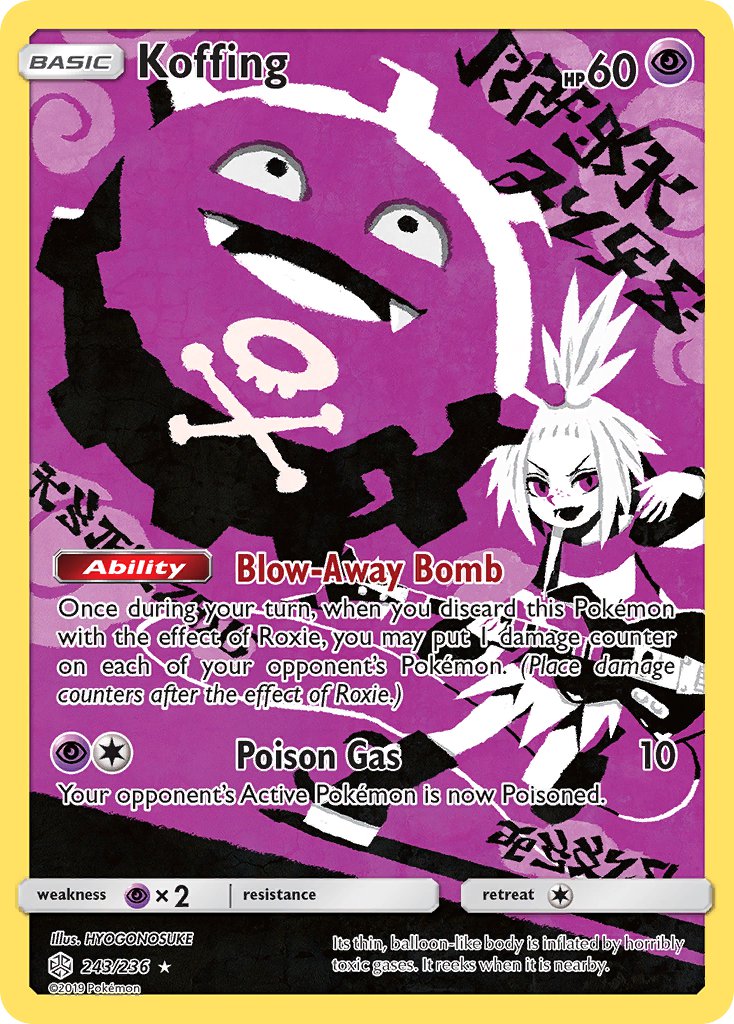 BASIC Koffing HP60
Ability Blow-Away Bomb
Once during your turn, when you discard this Pokémon
with the effect of Roxie, you may put 1 damage counter
on each of your opponent's Pokémon. (Place damage
counters after the effect of Roxie.)
Poison Gas 10
Your opponent's Active Pokémon is now Poisoned.
weakness ×2 resistance retreat
Illus. HYOGONOSUKE
243/236
©2019 Pokémon
Its thin, balloon-like body is inflated by horribly
toxic gases. It reeks when it is nearby.